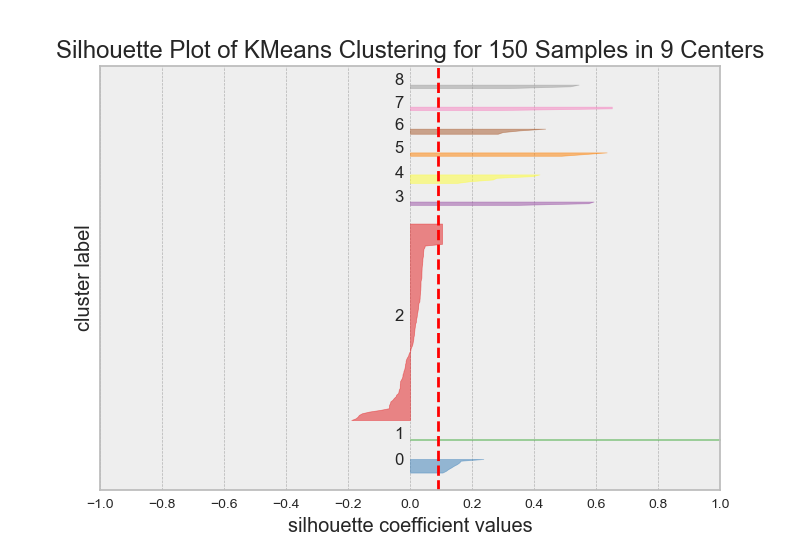 Silhouette Plot of KMeans Clustering for 150 Samples in 9 Centers
8
7
6
5
4
3
2
1
0
cluster label
−1.0 −0.8 −0.6 −0.4 −0.2 0.0 0.2 0.4 0.6 0.8 1.0
silhouette coefficient values